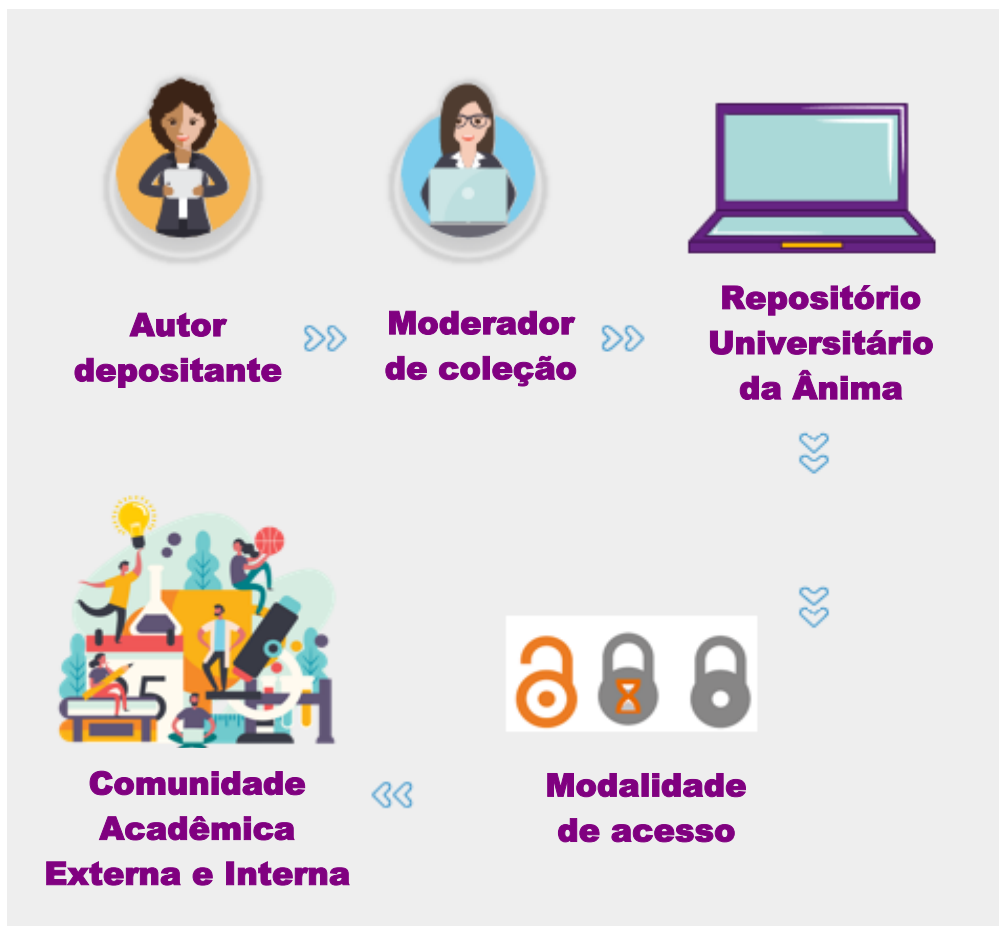 Autor
depositante
Moderador
de coleção
Repositório
Universitário
da Ânima
Modalidade
de acesso
Comunidade
Acadêmica
Externa e Interna